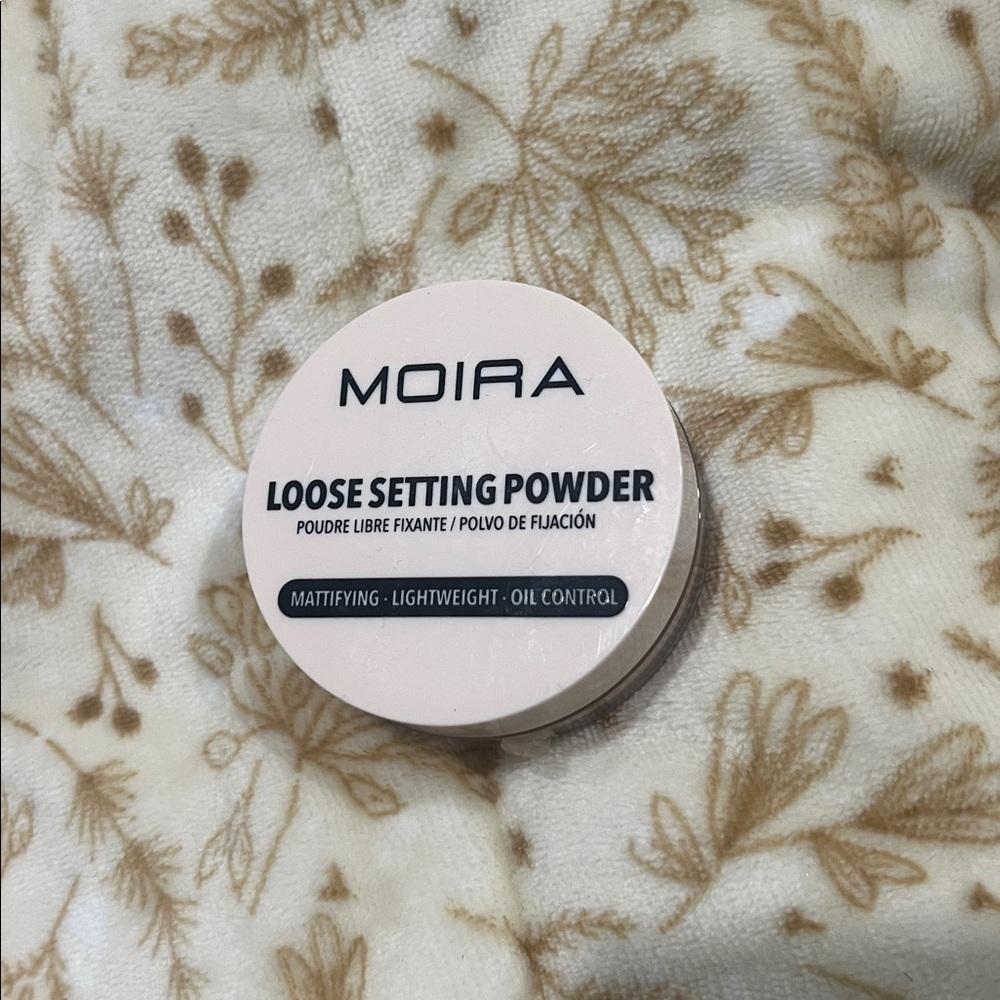 MOIRA
LOOSE SETTING POWDER
POUDRE LIBRE FIXANTE / POLVO DE FIJACIÓN
MATTIFYING · LIGHTWEIGHT · OIL CONTROL